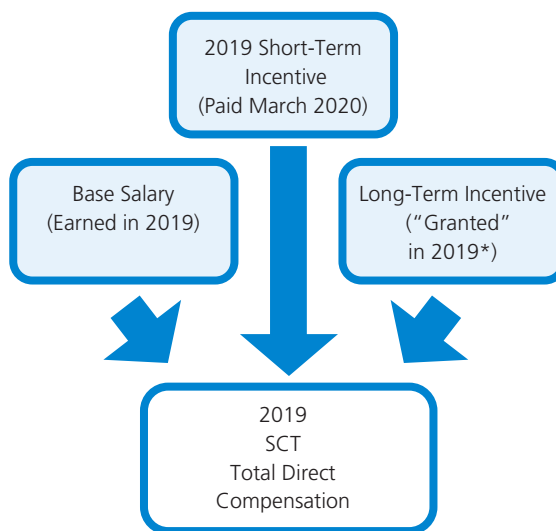 2019 Short-Term
Incentive
(Paid March 2020)
Base Salary
(Earned in 2019)
Long-Term Incentive
(“Granted”
in 2019*)
2019
SCT
Total Direct
Compensation